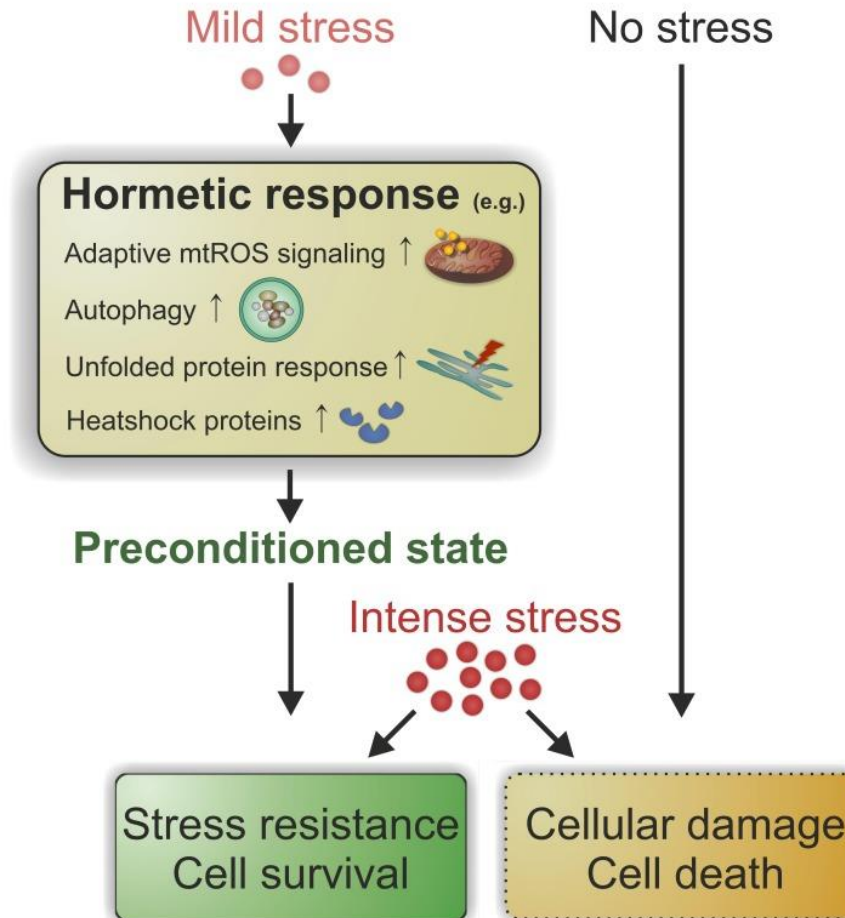 Mild stress
No stress
Hormetic response (e.g.)
Adaptive mtROS signaling ↑
Autophagy ↑
Unfolded protein response ↑
Heatshock proteins ↑
Preconditioned state
Intense stress
Stress resistance
Cell survival
Cellular damage
Cell death